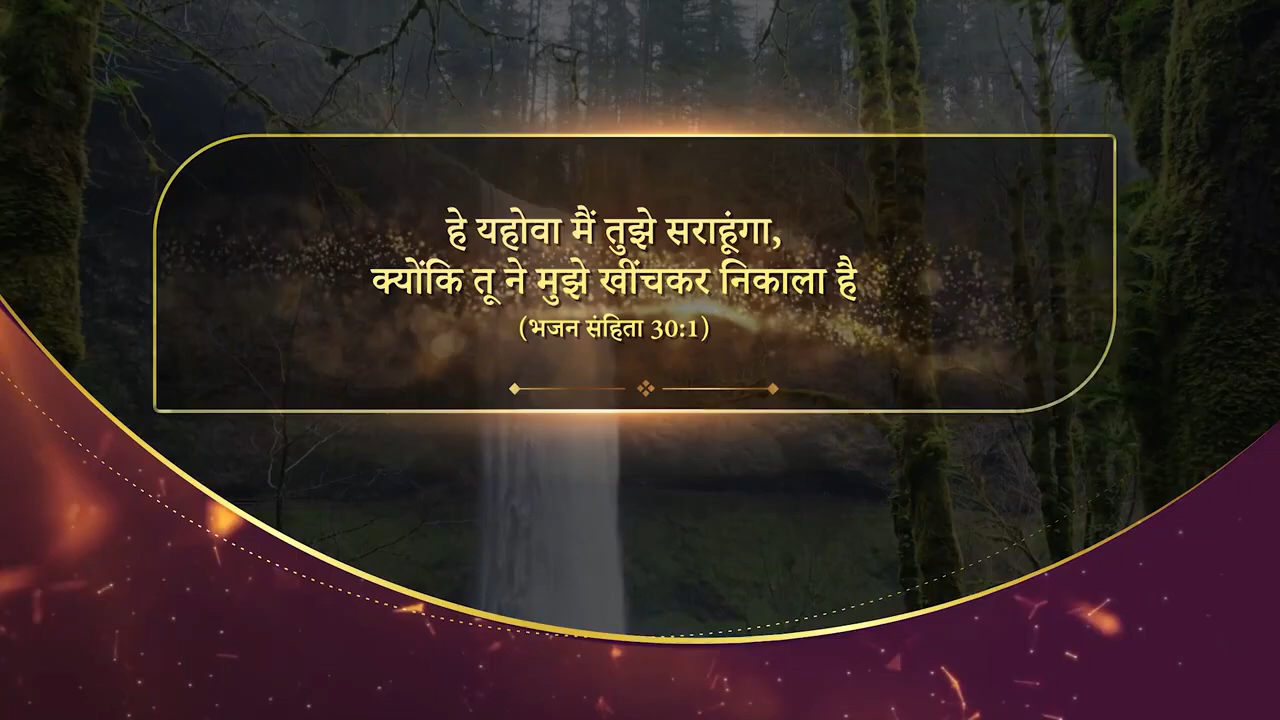 हे यहोवा मैं तुझे सराहूंगा,
क्योंकि तू ने मुझे खींचकर निकाला है
(भजन संहिता 30:1)